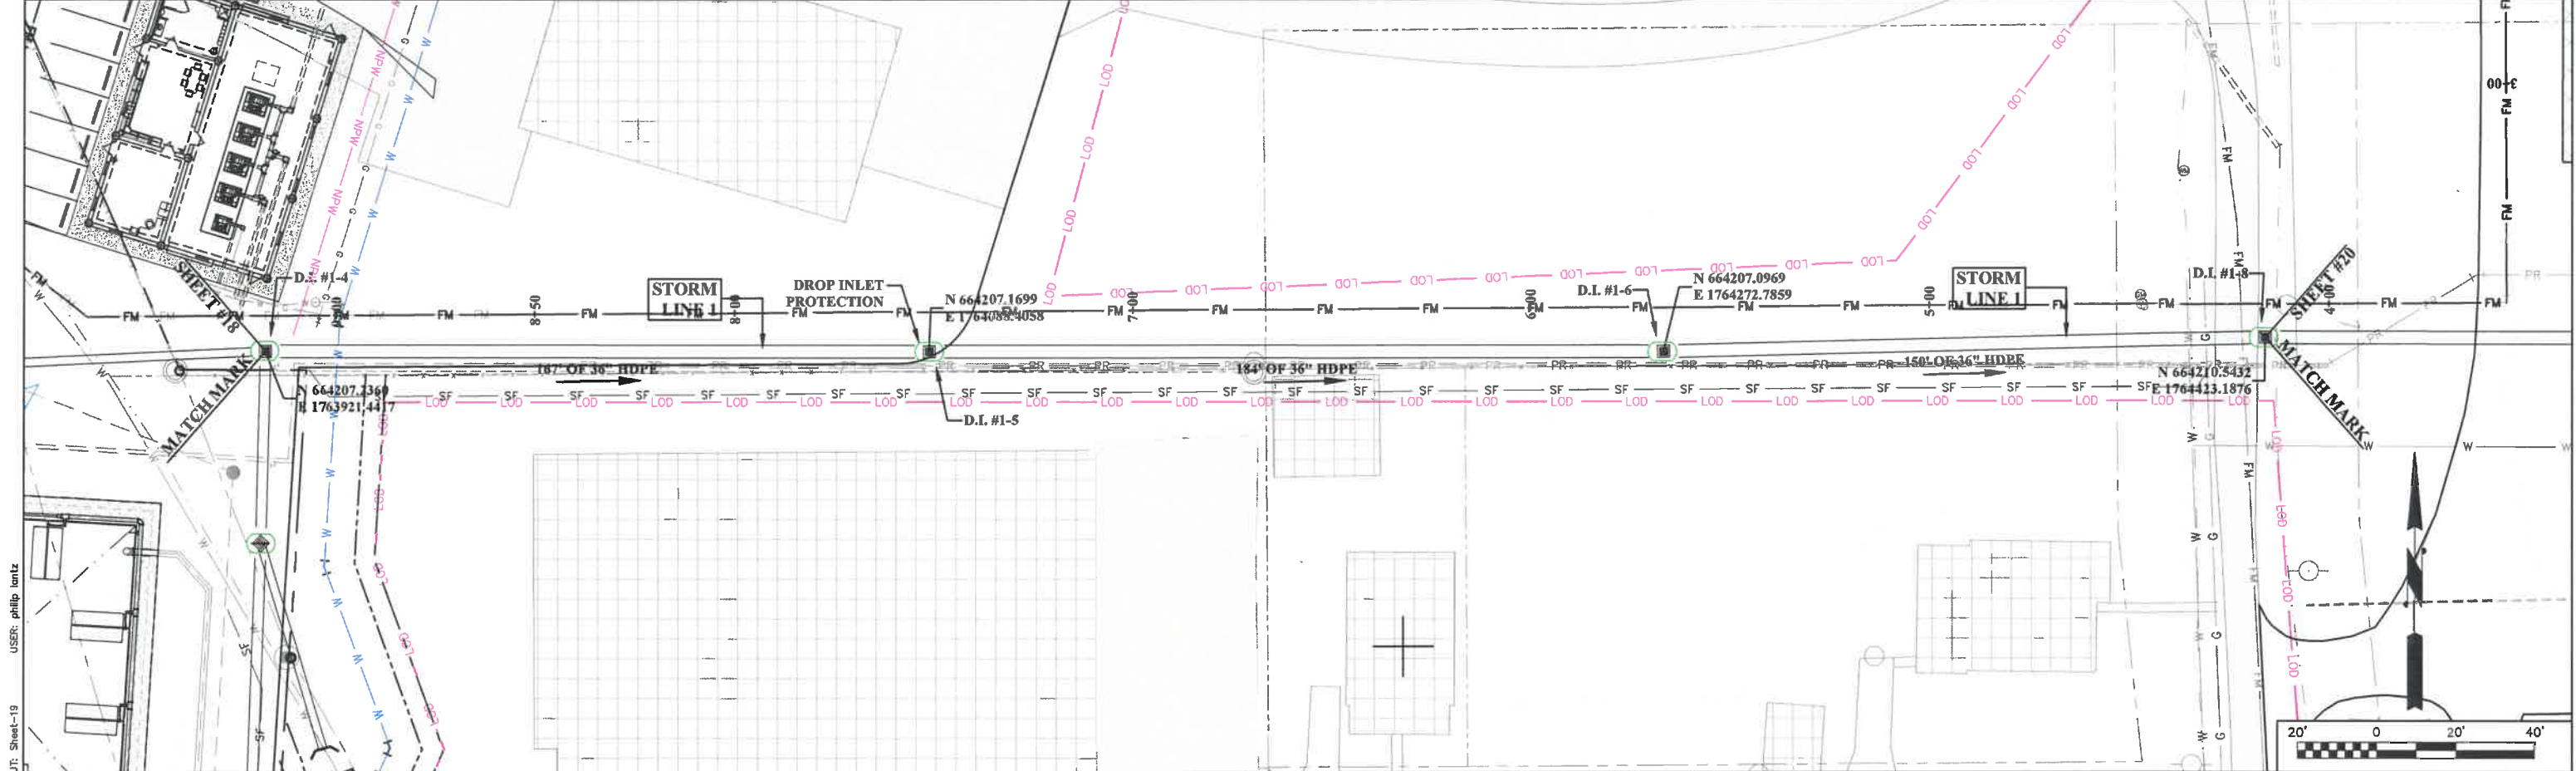 SHEET #18
MATCH MARK
D.I. #1-4
N 664207.2360
E 1763921.4417
NPW
NPW
NPW
8+50
STORM
LINE 1
8+00
DROP INLET
PROTECTION
N 664207.1699
E 1764088.4058
D.I. #1-5
187' OF 36" HDPE
7+00
184' OF 36" HDPE
6+00
D.I. #1-6
N 664207.0969
E 1764272.7859
5+00
STORM
LINE 1
150' OF 36" HDPE
D.I. #1-8
N 664210.5432
E 1764423.1876
SHEET #20
4+00
MATCH MARK
3+00
FM
LOD
SF
PR
W
G
USER: philip lantz
Sheet-19
20' 0 20' 40'